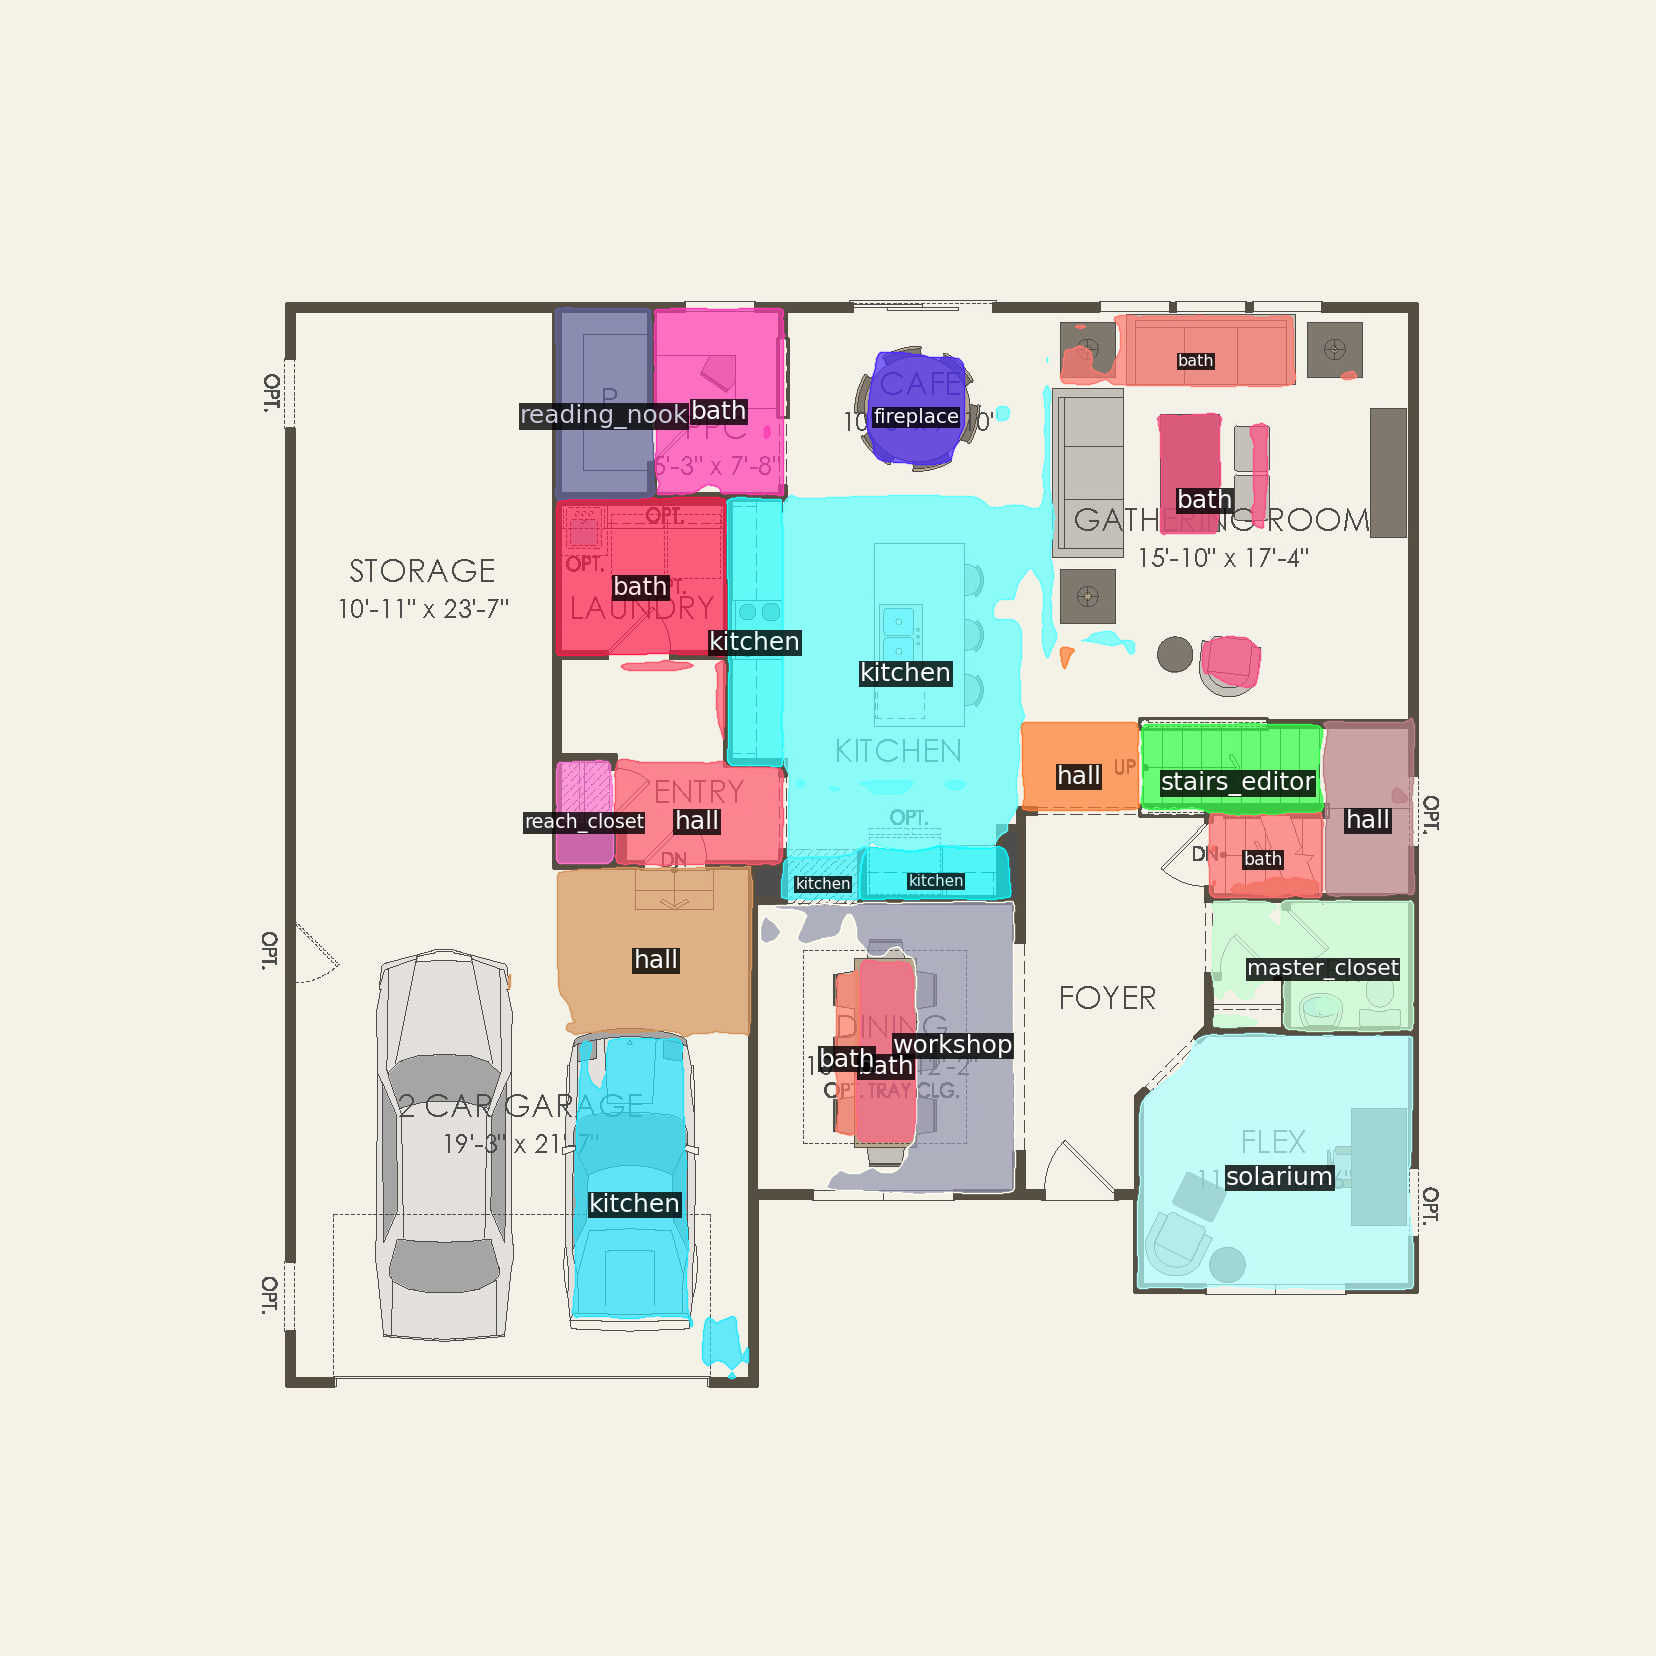 OPT.
reading_nook
P
bath
PPC
5'-3" x 7'-8"
CAFE
fireplace
bath
bath
GATHERING ROOM
15'-10" x 17'-4"
STORAGE
10'-11" x 23'-7"
OPT.
OPT.
bath
LAUNDRY
kitchen
kitchen
KITCHEN
hall
UP
stairs_editor
hall
OPT.
reach_closet
ENTRY
hall
DN
OPT.
kitchen
kitchen
DN
bath
hall
OPT.
master_closet
FOYER
DINING
workshop
bath
bath
OPT. TRAY CLG.
2 CAR GARAGE
19'-3" x 21'-7"
kitchen
FLEX
solarium
OPT.
OPT.